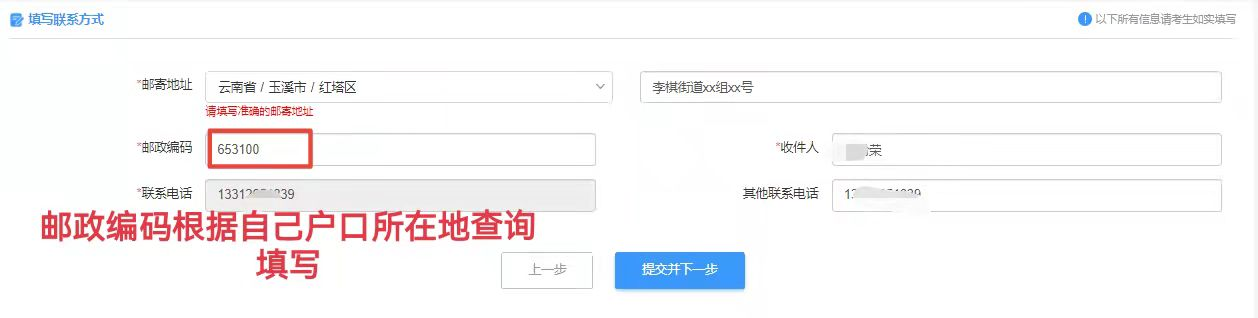 填写联系方式
以下所有信息请考生如实填写
*邮寄地址
云南省 / 玉溪市 / 红塔区
李棋街道xx组xx号
请填写准确的邮寄地址
*邮政编码
653100
*收件人
荣
*联系电话
13312 239
其他联系电话
邮政编码根据自己户口所在地查询
填写
上一步
提交并下一步